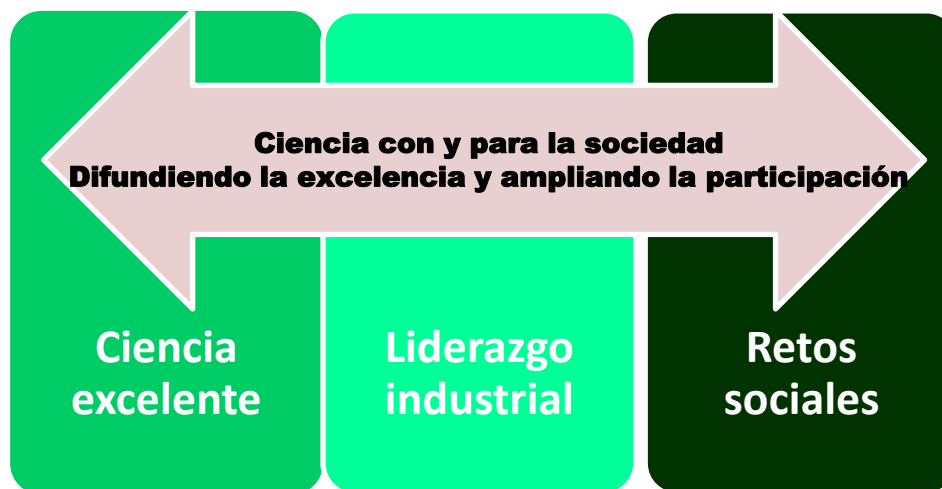 Ciencia con y para la sociedad
Difundiendo la excelencia y ampliando la participación
Ciencia
excelente
Liderazgo
industrial
Retos
sociales